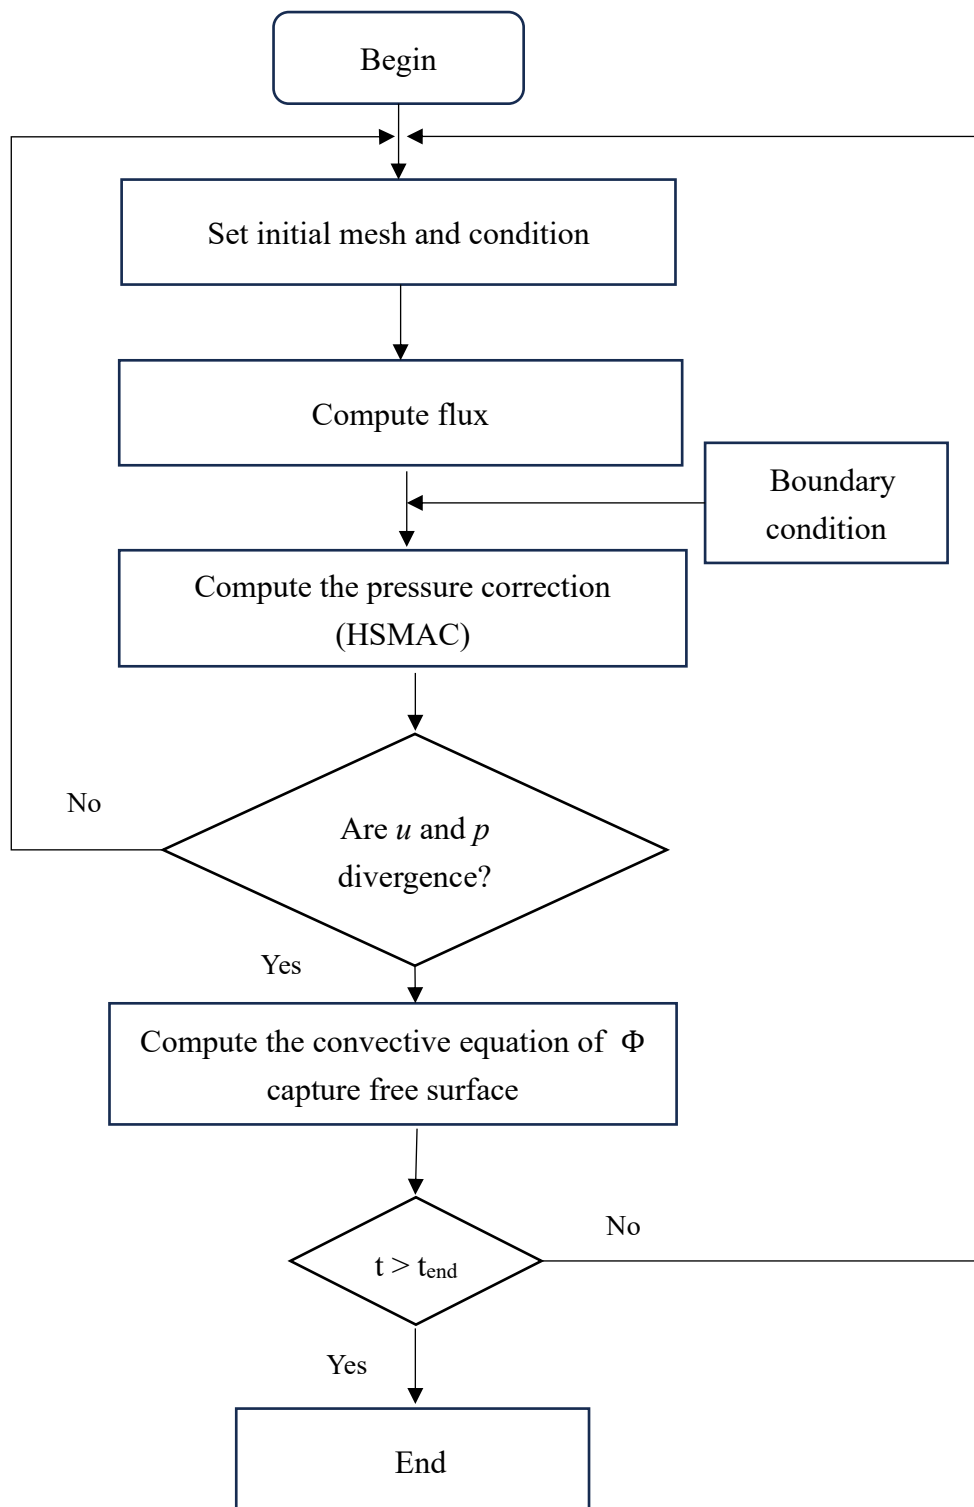 Begin
Set initial mesh and condition
Compute flux
Boundary
condition
Compute the pressure correction
(HSMAC)
No
Are u and p
divergence?
Yes
Compute the convective equation of Φ
capture free surface
No
t > tend
Yes
End